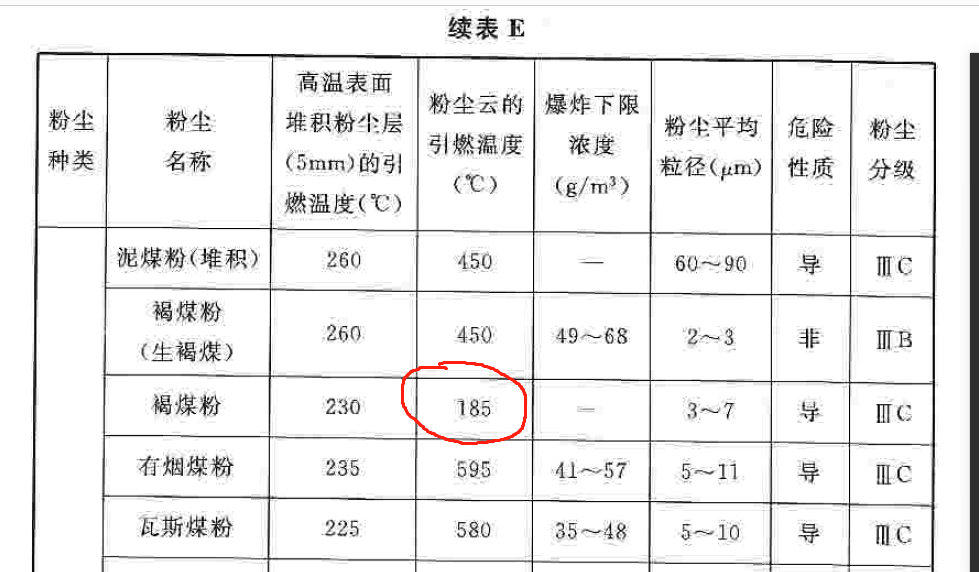 续表 E
粉尘种类 粉尘名称 高温表面堆积粉尘层(5mm)的引燃温度(℃) 粉尘云的引燃温度(℃) 爆炸下限浓度(g/m³) 粉尘平均粒径(μm) 危险性质 粉尘分级
泥煤粉(堆积) 260 450 — 60~90 导 ⅢC
褐煤粉(生褐煤) 260 450 49~68 2~3 非 ⅢB
褐煤粉 230 185 — 3~7 导 ⅢC
有烟煤粉 235 595 41~57 5~11 导 ⅢC
瓦斯煤粉 225 580 35~48 5~10 导 ⅢC